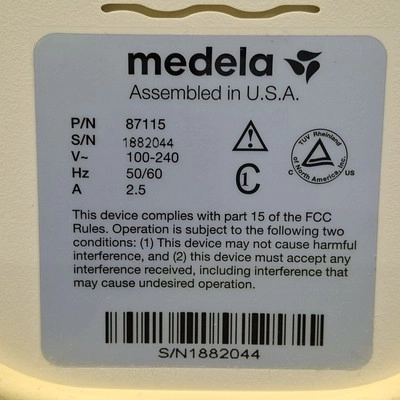 medela
Assembled in U.S.A.
P/N 87115
S/N 1882044
V~ 100-240
Hz 50/60
A 2.5
C 1
TUV Rheinland
of North America, Inc.
C US
This device complies with part 15 of the FCC
Rules. Operation is subject to the following two
conditions: (1) This device may not cause harmful
interference, and (2) this device must accept any
interference received, including interference that
may cause undesired operation.
S/N1882044